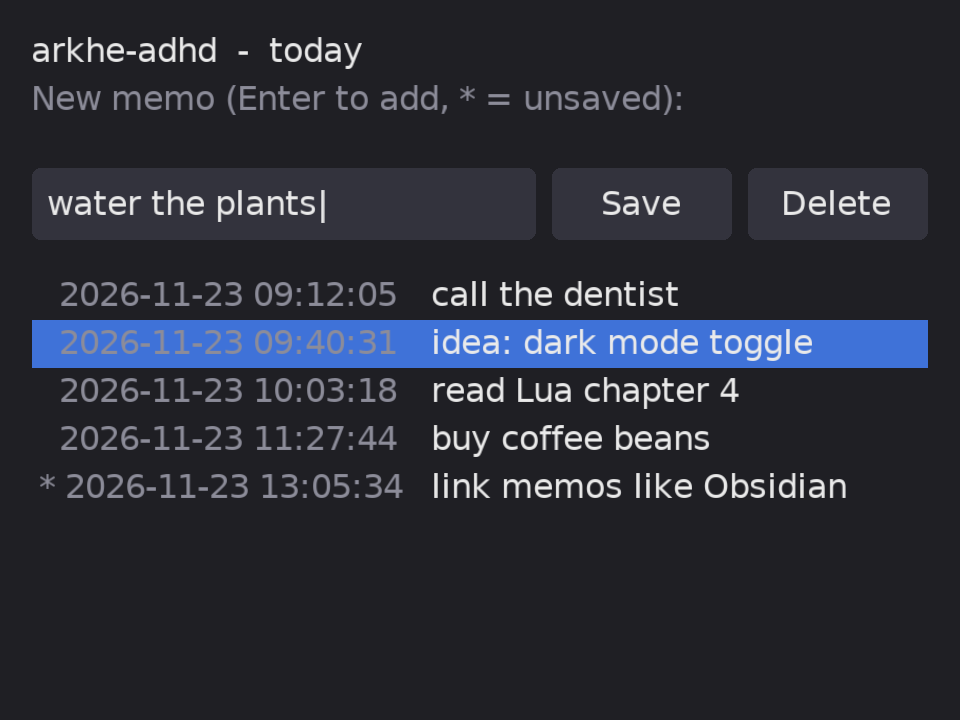 arkhe-adhd  -  today
New memo (Enter to add, * = unsaved):
water the plants| Save Delete
2026-11-23 09:12:05 call the dentist
2026-11-23 09:40:31 idea: dark mode toggle
2026-11-23 10:03:18 read Lua chapter 4
2026-11-23 11:27:44 buy coffee beans
* 2026-11-23 13:05:34 link memos like Obsidian